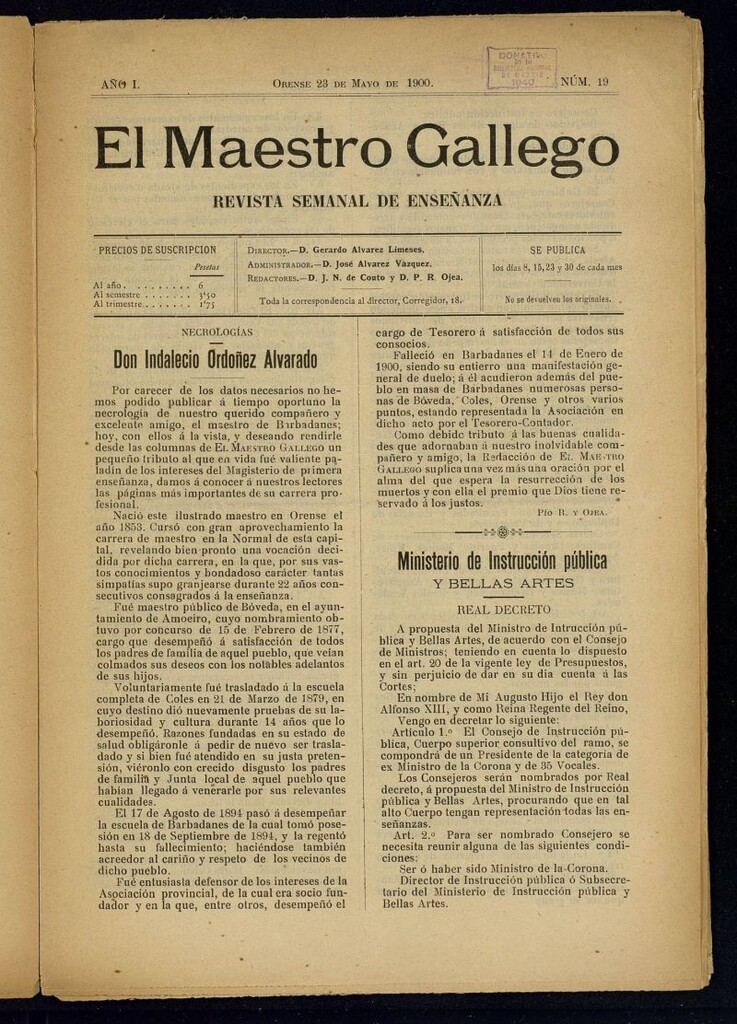 AÑO I.
ORENSE 23 DE MAYO DE 1900.
DONATIVO
1940
NÚM. 19
El Maestro Gallego
REVISTA SEMANAL DE ENSEÑANZA
PRECIOS DE SUSCRIPCION
Pesetas
Al año. . . . . . . . 6
Al semestre . . . . . . . 3'50
Al trimestre. . . . . . . 1'75
DIRECTOR.—D. Gerardo Alvarez Limeses.
ADMINISTRADOR.—D. José Alvarez Vázquez.
REDACTORES.—D. J. N. de Couto y D. P. R. Ojea.
Toda la correspondencia al director, Corregidor, 18.
SE PUBLICA
los días 8, 15, 23 y 30 de cada mes
No se devuelven los originales.
NECROLOGÍAS
Don Indalecio Ordoñez Alvarado
Por carecer de los datos necesarios no he-
mos podido publicar á tiempo oportuno la
necrología de nuestro querido compañero y
excelente amigo, el maestro de Barbadanes;
hoy, con ellos á la vista, y deseando rendirle
desde las columnas de EL MAESTRO GALLEGO un
pequeño tributo al que en vida fué valiente pa-
ladin de los intereses del Magisterio de primera
enseñanza, damos á conocer á nuestros lectores
las páginas más importantes de su carrera pro-
fesional.
Nació este ilustrado maestro en Orense el
año 1853. Cursó con gran aprovechamiento la
carrera de maestro en la Normal de esta capi-
tal, revelando bien pronto una vocación deci-
dida por dicha carrera, en la que, por sus vas-
tos conocimientos y bondadoso carácter tantas
simpatías supo granjearse durante 22 años con-
secutivos consagrados á la enseñanza.
Fué maestro público de Bóveda, en el ayun-
tamiento de Amoeiro, cuyo nombramiento ob-
tuvo por concurso de 15 de Febrero de 1877,
cargo que desempeñó á satisfacción de todos
los padres de familia de aquel pueblo, que veían
colmados sus deseos con los notables adelantos
de sus hijos.
Voluntariamente fué trasladado á la escuela
completa de Coles en 21 de Marzo de 1879, en
cuyo destino dió nuevamente pruebas de su la-
boriosidad y cultura durante 14 años que lo
desempeñó. Razones fundadas en su estado de
salud obligáronle á pedir de nuevo ser trasla-
dado y si bien fué atendido en su justa preten-
sión, viéronlo con crecido disgusto los padres
de familia y Junta local de aquel pueblo que
habían llegado á venerarle por sus relevantes
cualidades.
El 17 de Agosto de 1894 pasó á desempeñar
la escuela de Barbadanes de la cual tomó pose-
sión en 18 de Septiembre de 1894, y la regentó
hasta su fallecimiento; haciéndose también
acreedor al cariño y respeto de los vecinos de
dicho pueblo.
Fué entusiasta defensor de los intereses de la
Asociación provincial, de la cual era socio fun-
dador y en la que, entre otros, desempeñó el
cargo de Tesorero á satisfacción de todos sus
consocios.
Falleció en Barbadanes el 14 de Enero de
1900, siendo su entierro una manifestación ge-
neral de duelo; á él acudieron además del pue-
blo en masa de Barbadanes numerosas perso-
nas de Bóveda, Coles, Orense y otros varios
puntos, estando representada la Asociación en
dicho acto por el Tesorero-Contador.
Como debido tributo á las buenas cualida-
des que adornaban á nuestro inolvidable com-
pañero y amigo, la Redacción de EL MAESTRO
GALLEGO suplica una vez más una oración por el
alma del que espera la resurrección de los
muertos y con ella el premio que Dios tiene re-
servado á los justos.
PÍO R. Y OJEA.
Ministerio de Instrucción pública
Y BELLAS ARTES
REAL DECRETO
A propuesta del Ministro de Intrucción pú-
blica y Bellas Artes, de acuerdo con el Consejo
de Ministros; teniendo en cuenta lo dispuesto
en el art. 20 de la vigente ley de Presupuestos,
y sin perjuicio de dar en su dia cuenta á las
Cortes;
En nombre de Mi Augusto Hijo el Rey don
Alfonso XIII, y como Reina Regente del Reino,
Vengo en decretar lo siguiente:
Artículo 1.º El Consejo de Instrucción pú-
blica, Cuerpo superior consultivo del ramo, se
compondrá de un Presidente de la categoria de
ex Ministro de la Corona y de 35 Vocales.
Los Consejeros serán nombrados por Real
decreto, á propuesta del Ministro de Instrucción
pública y Bellas Artes, procurando que en tal
alto Cuerpo tengan representación todas las en-
señanzas.
Art. 2.º Para ser nombrado Consejero se
necesita reunir alguna de las siguientes condi-
ciones:
Ser ó haber sido Ministro de la Corona.
Director de Instrucción pública ó Subsecre-
tario del Ministerio de Instrucción pública y
Bellas Artes.